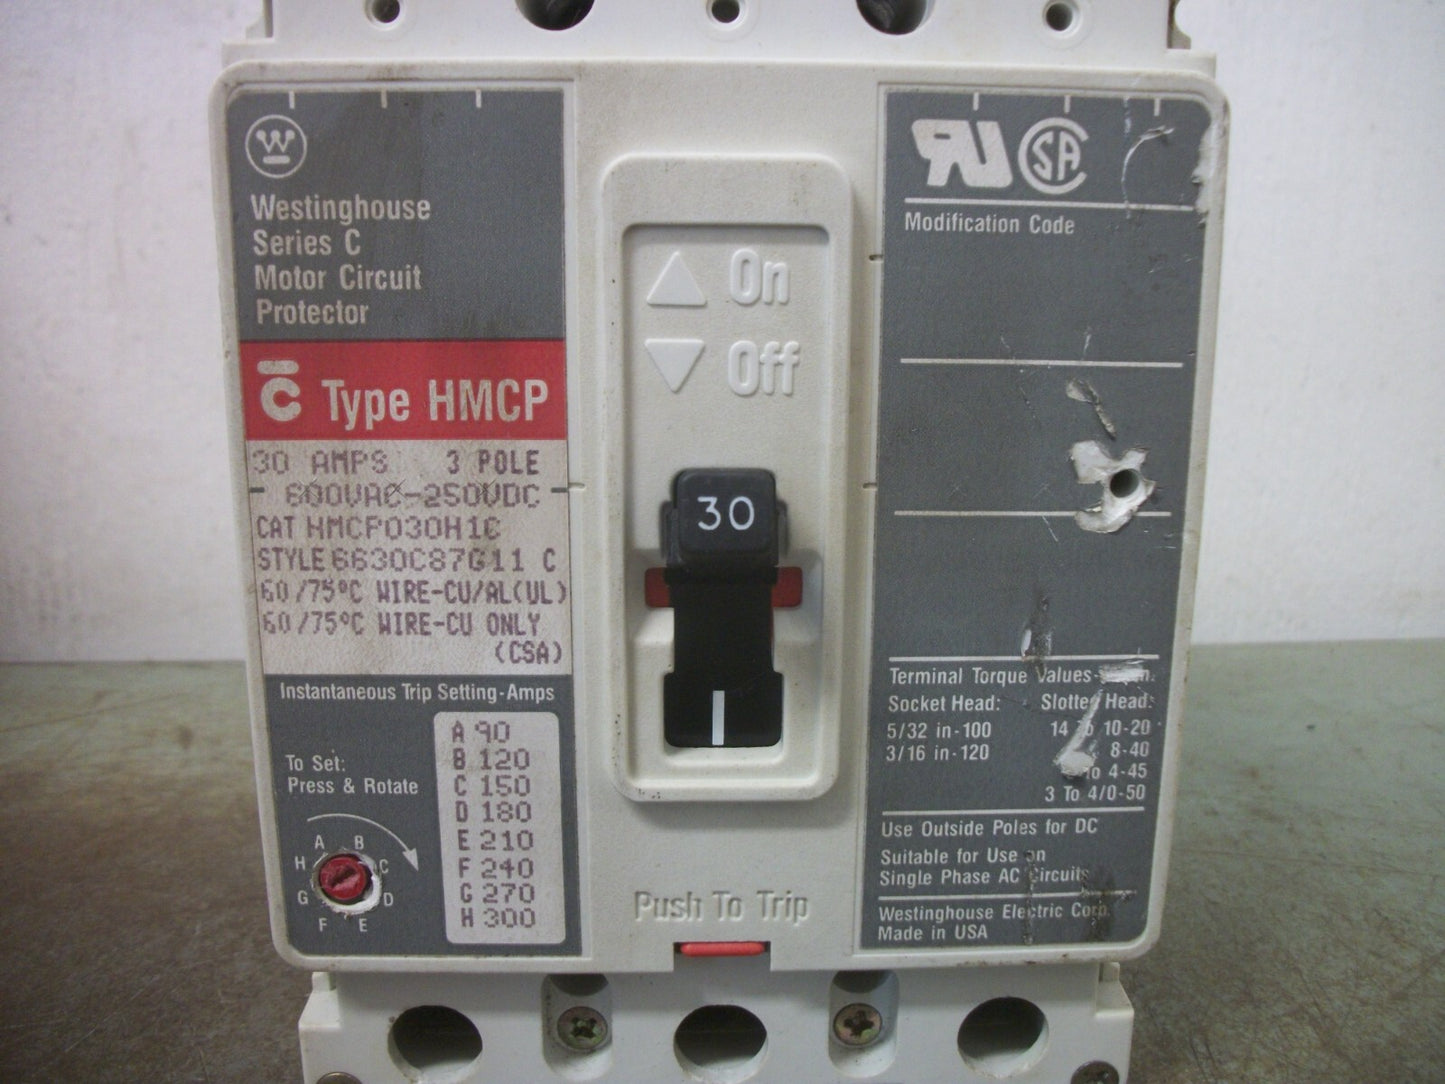 W
Westinghouse
Series C
Motor Circuit
Protector
C Type HMCP
30 AMPS 3 POLE
600VAC-250VDC
CAT HMCP030H1C
STYLE 6630C87G11 C
60/75°C WIRE-CU/AL(UL)
60/75°C WIRE-CU ONLY
(CSA)
Instantaneous Trip Setting-Amps
To Set:
Press & Rotate
A 90
B 120
C 150
D 180
E 210
F 240
G 270
H 300
A B
H C
G D
F E
On
Off
30
Push To Trip
RU SA
Modification Code
Terminal Torque Values-
Socket Head: Slotted Head:
5/32 in-100 14 To 10-20
3/16 in-120 8-40
To 4-45
3 To 4/0-50
Use Outside Poles for DC
Suitable for Use on
Single Phase AC Circuits
Westinghouse Electric Corp.
Made in USA